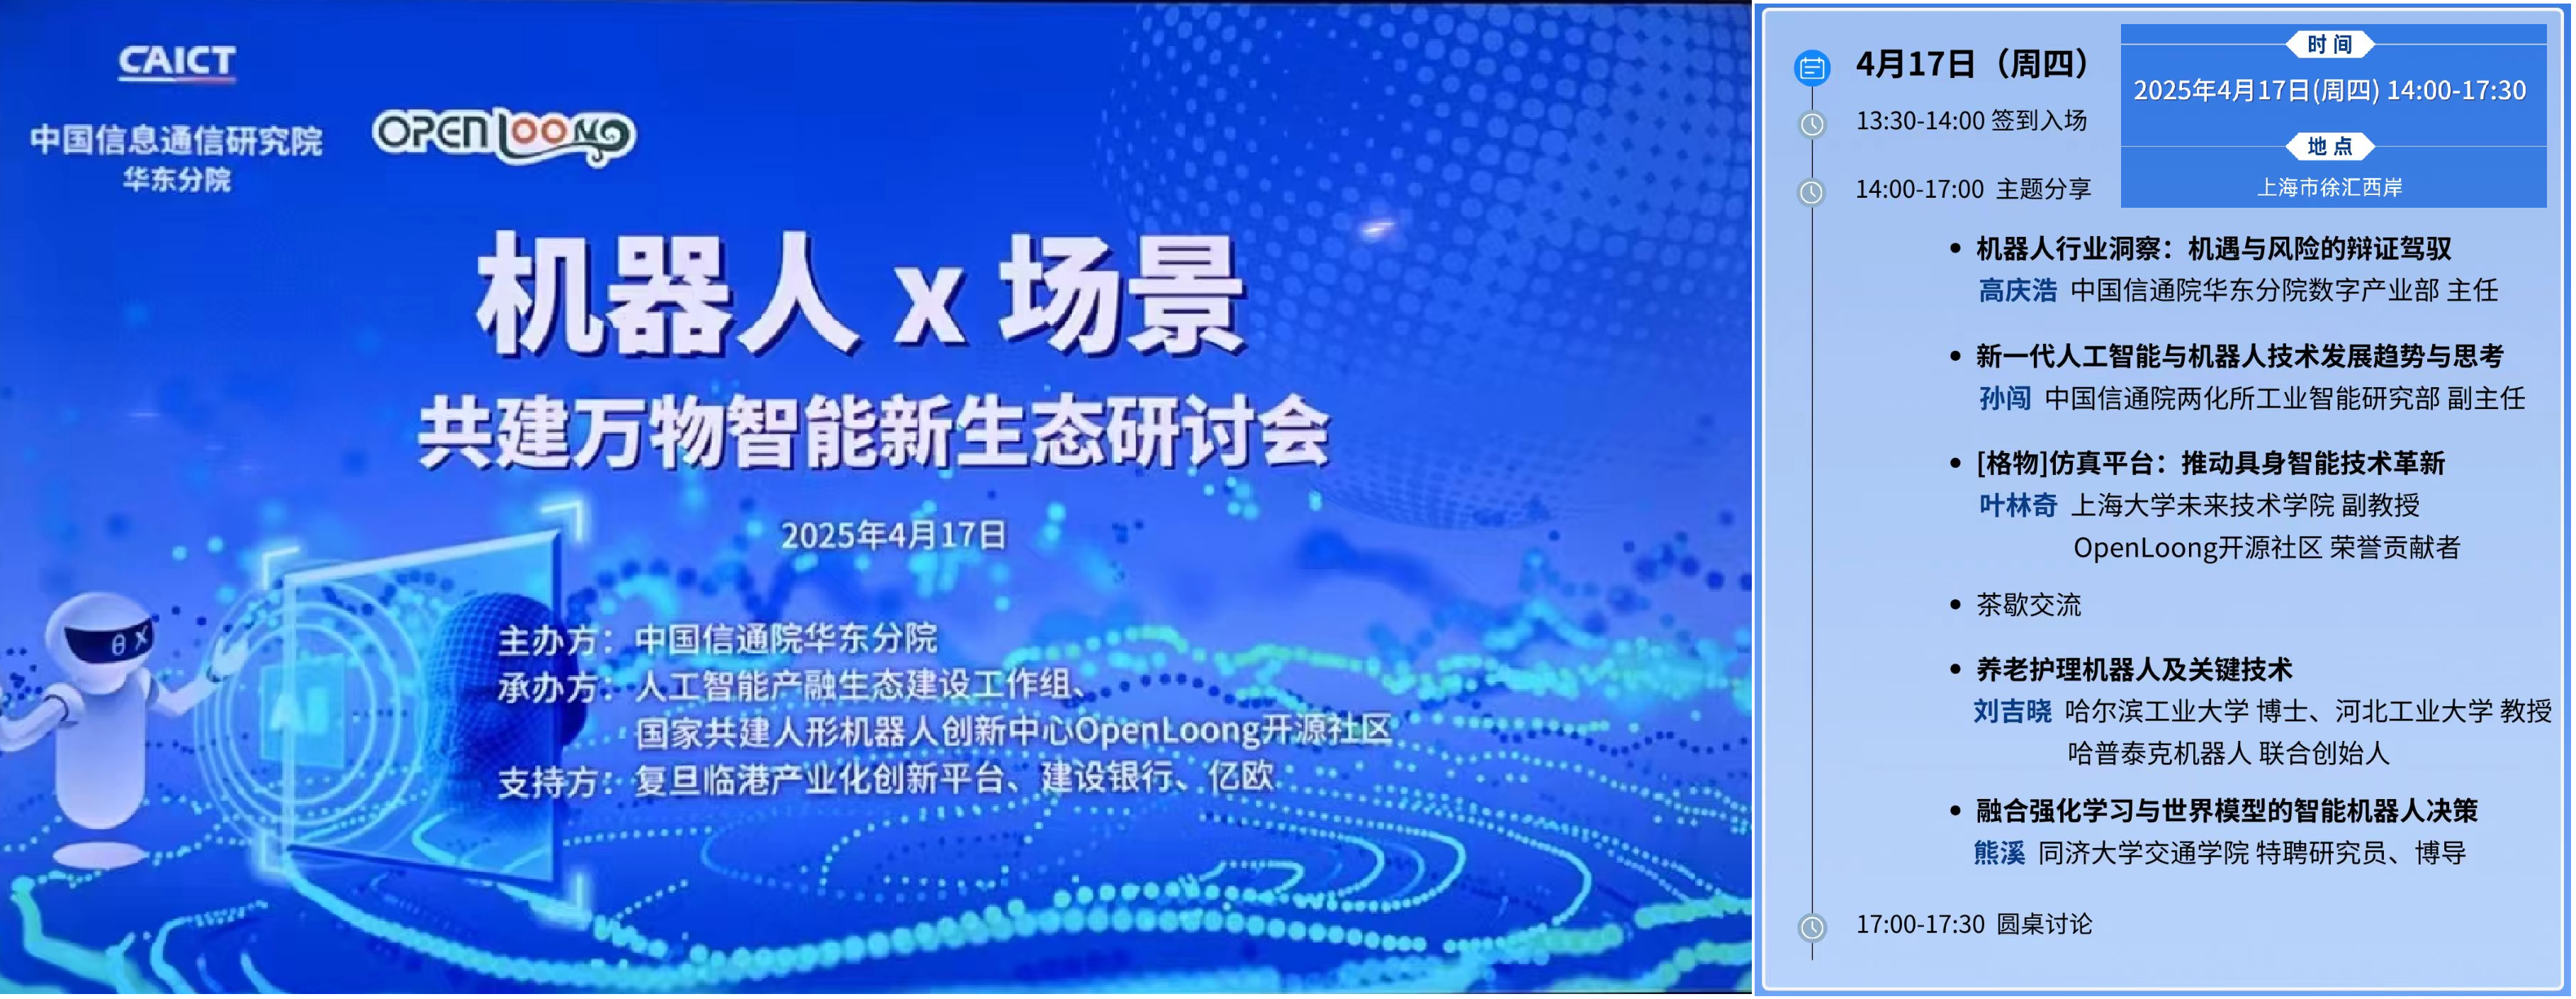 CAICT
中国信息通信研究院
华东分院
OPENLOONG
机器人 x 场景
共建万物智能新生态研讨会
2025年4月17日
主办方：中国信通院华东分院
承办方：人工智能产融生态建设工作组、
国家共建人形机器人创新中心OpenLoong开源社区
支持方：复旦临港产业化创新平台、建设银行、亿欧
4月17日（周四）
13:30-14:00 签到入场
14:00-17:00 主题分享
时 间
2025年4月17日(周四) 14:00-17:30
地 点
上海市徐汇西岸
• 机器人行业洞察：机遇与风险的辩证驾驭
高庆浩 中国信通院华东分院数字产业部 主任
• 新一代人工智能与机器人技术发展趋势与思考
孙闯 中国信通院两化所工业智能研究部 副主任
• [格物]仿真平台：推动具身智能技术革新
叶林奇 上海大学未来技术学院 副教授
OpenLoong开源社区 荣誉贡献者
• 茶歇交流
• 养老护理机器人及关键技术
刘吉晓 哈尔滨工业大学 博士、河北工业大学 教授
哈普泰克机器人 联合创始人
• 融合强化学习与世界模型的智能机器人决策
熊溪 同济大学交通学院 特聘研究员、博导
17:00-17:30 圆桌讨论